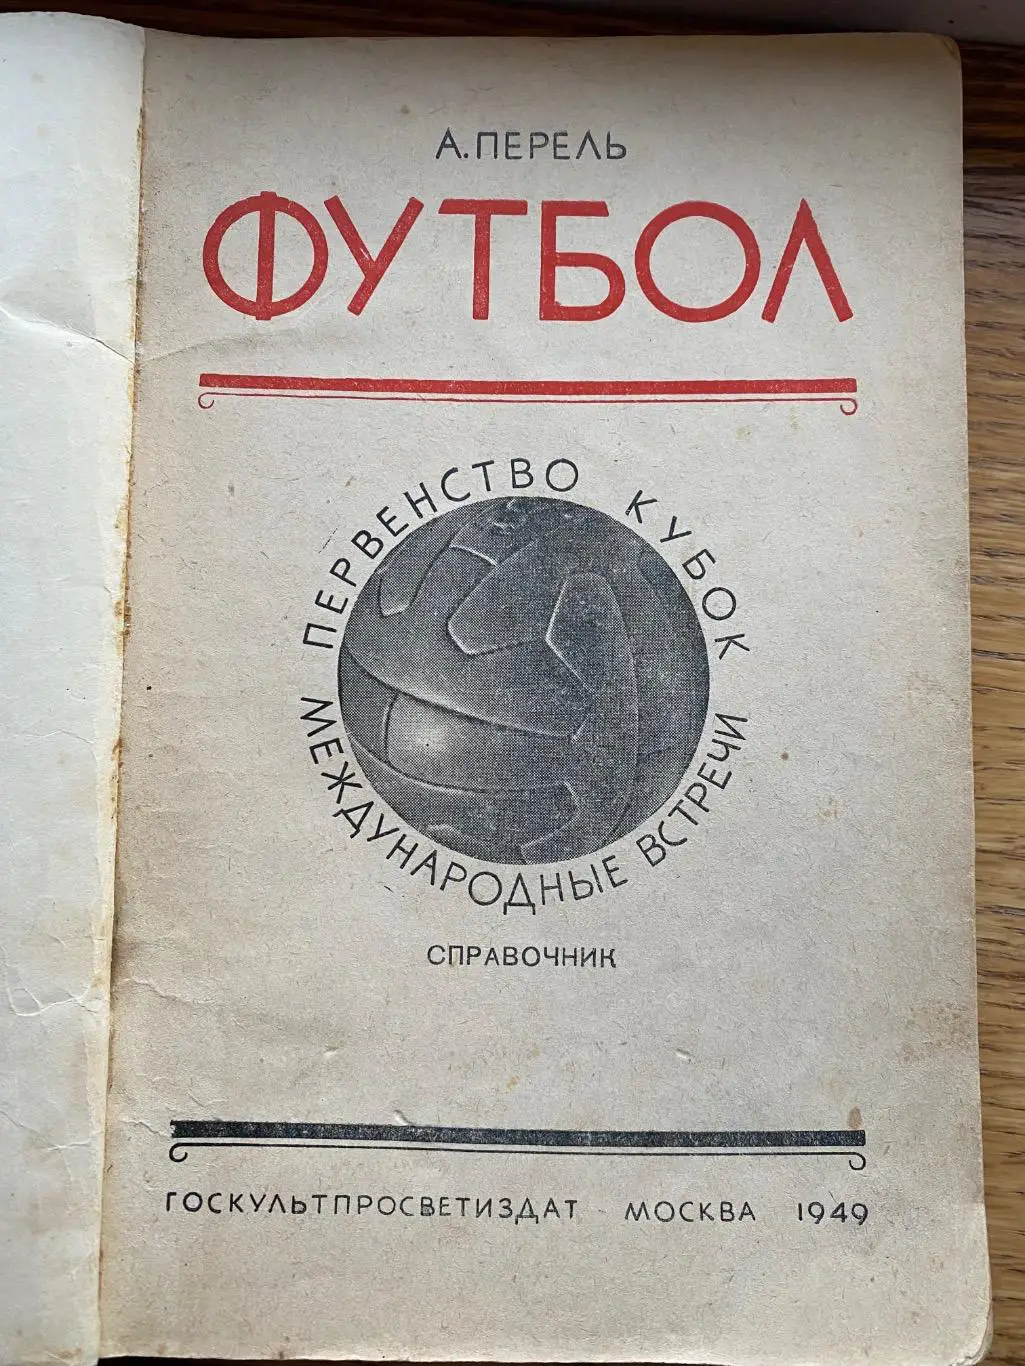 А. ПЕРЕЛЬ
ФУТБОЛ
ПЕРВЕНСТВО КУБОК
МЕЖДУНАРОДНЫЕ ВСТРЕЧИ
СПРАВОЧНИК
ГОСКУЛЬТПРОСВЕТИЗДАТ - МОСКВА 1949